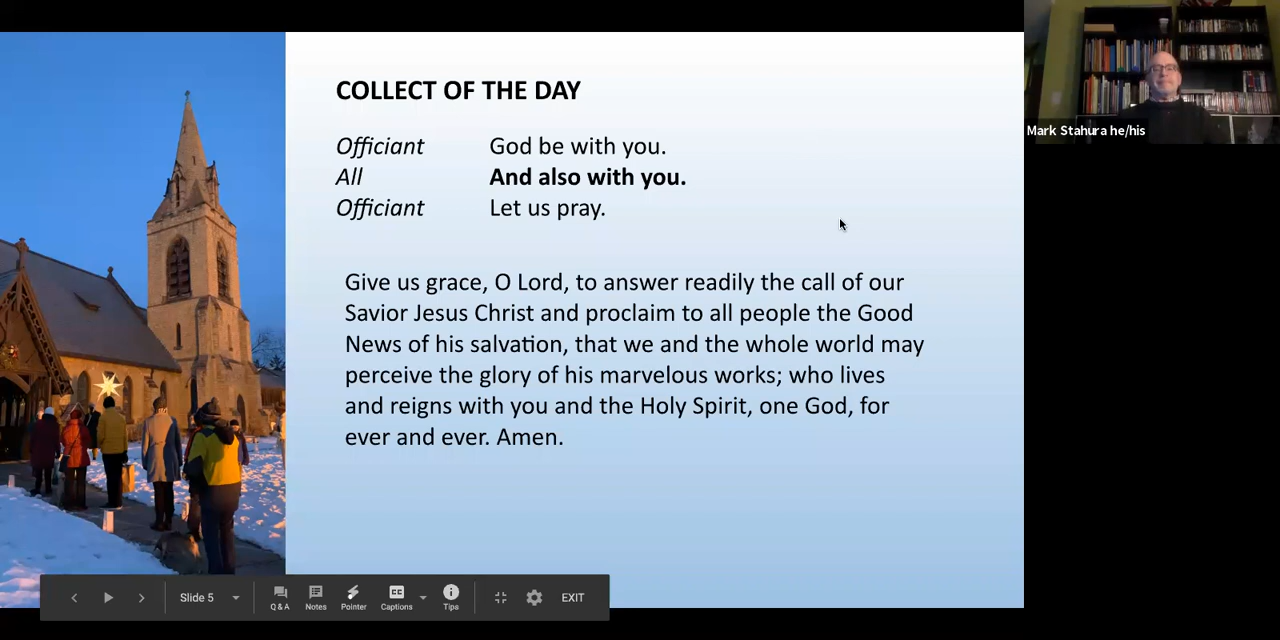 COLLECT OF THE DAY
Officiant God be with you.
All And also with you.
Officiant Let us pray.
Give us grace, O Lord, to answer readily the call of our
Savior Jesus Christ and proclaim to all people the Good
News of his salvation, that we and the whole world may
perceive the glory of his marvelous works; who lives
and reigns with you and the Holy Spirit, one God, for
ever and ever. Amen.
Mark Stahura he/his
Slide 5
Q & A Notes Pointer CC Captions Tips EXIT